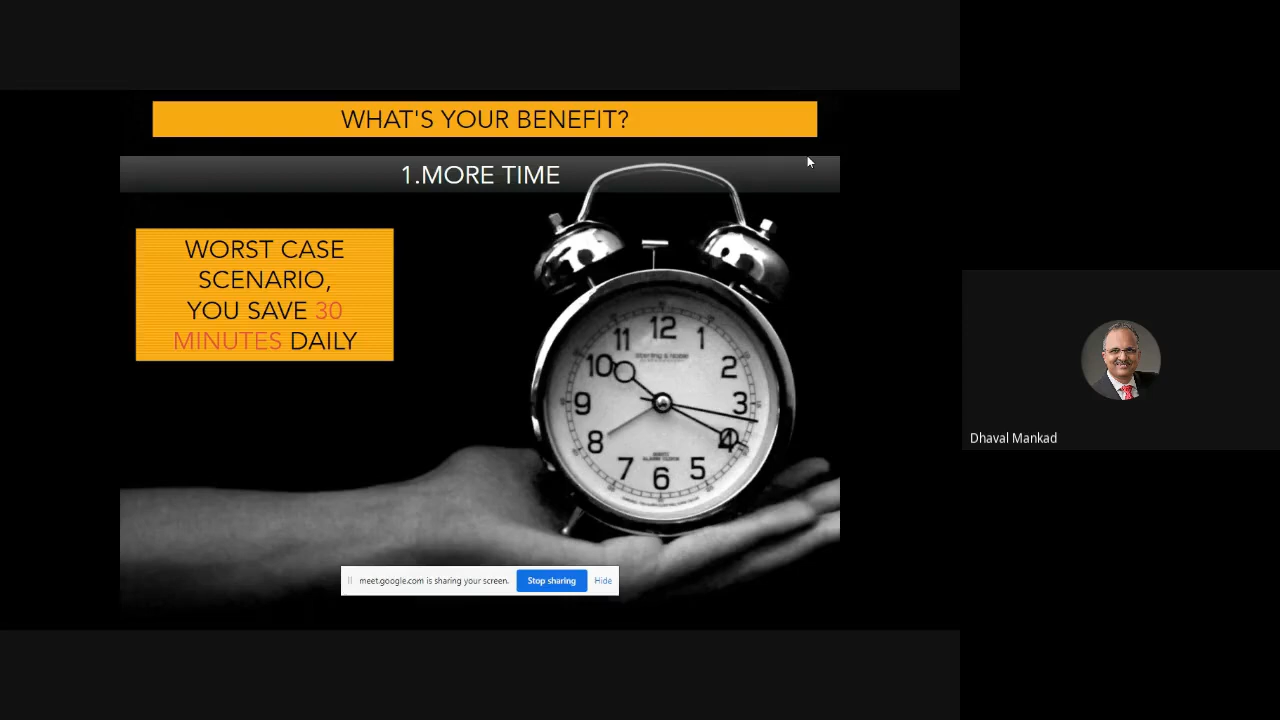 WHAT'S YOUR BENEFIT?
1.MORE TIME
WORST CASE
SCENARIO,
YOU SAVE 30
MINUTES DAILY
12
11
1
10
2
9
3
8
4
7
5
6
Sterling & Noble
meet.google.com is sharing your screen.
Stop sharing
Hide
Dhaval Mankad